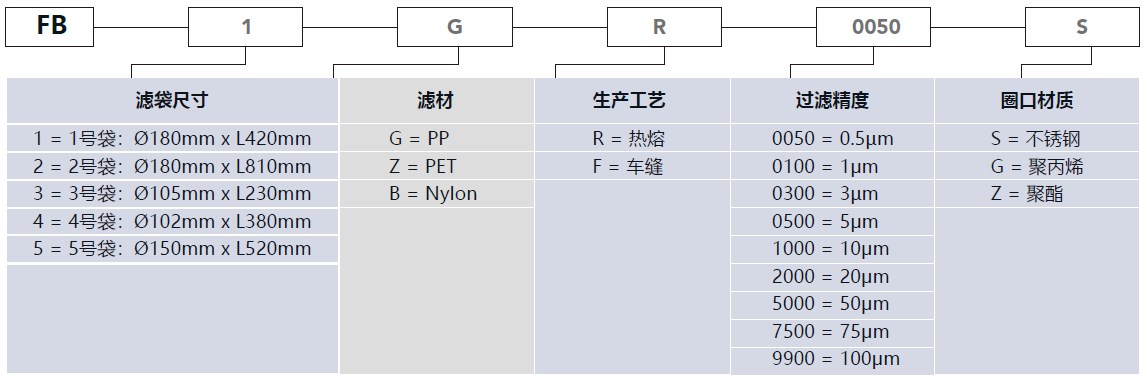 FB 1 G R 0050 S
滤袋尺寸 滤材 生产工艺 过滤精度 圈口材质
1 = 1号袋：Ø180mm x L420mm G = PP R = 热熔 0050 = 0.5µm S = 不锈钢
2 = 2号袋：Ø180mm x L810mm Z = PET F = 车缝 0100 = 1µm G = 聚丙烯
3 = 3号袋：Ø105mm x L230mm B = Nylon 0300 = 3µm Z = 聚酯
4 = 4号袋：Ø102mm x L380mm 0500 = 5µm
5 = 5号袋：Ø150mm x L520mm 1000 = 10µm
2000 = 20µm
5000 = 50µm
7500 = 75µm
9900 = 100µm